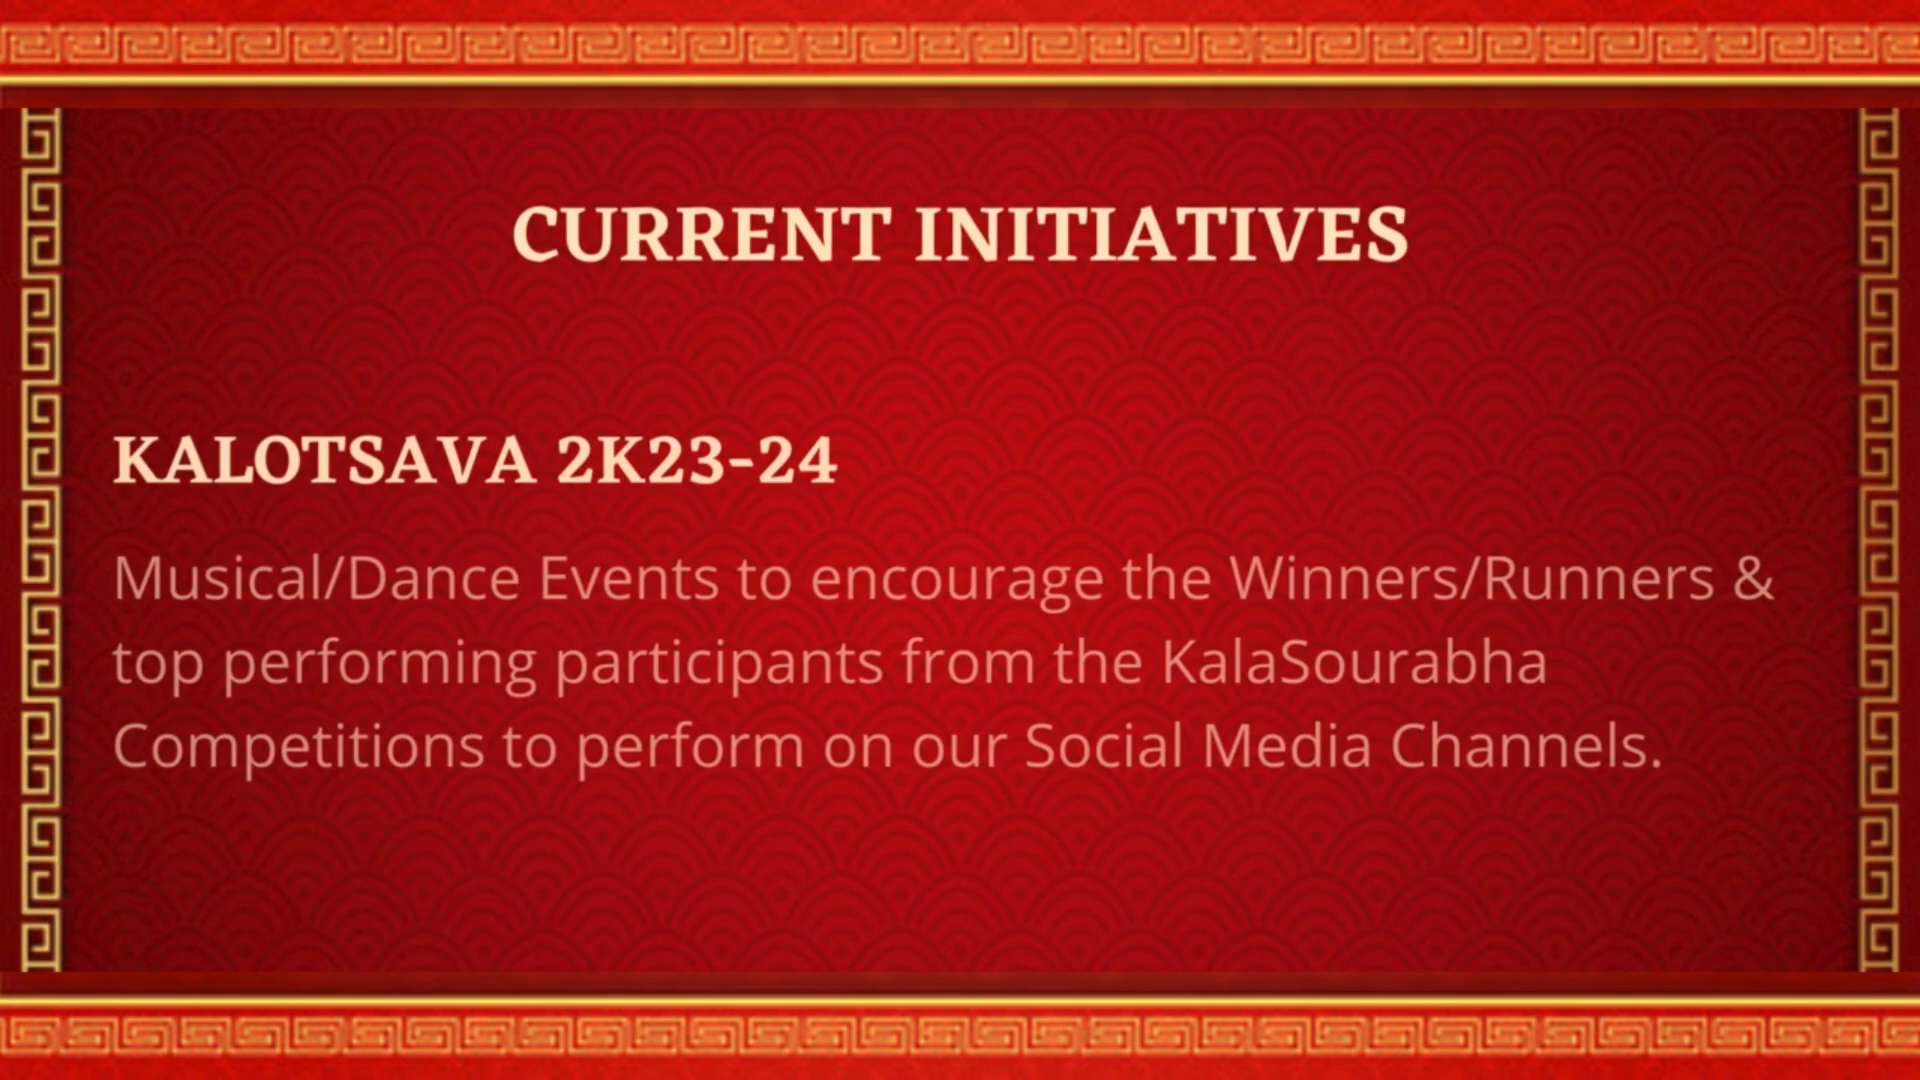 CURRENT INITIATIVES
KALOTSAVA 2K23-24
Musical/Dance Events to encourage the Winners/Runners &
top performing participants from the KalaSourabha
Competitions to perform on our Social Media Channels.